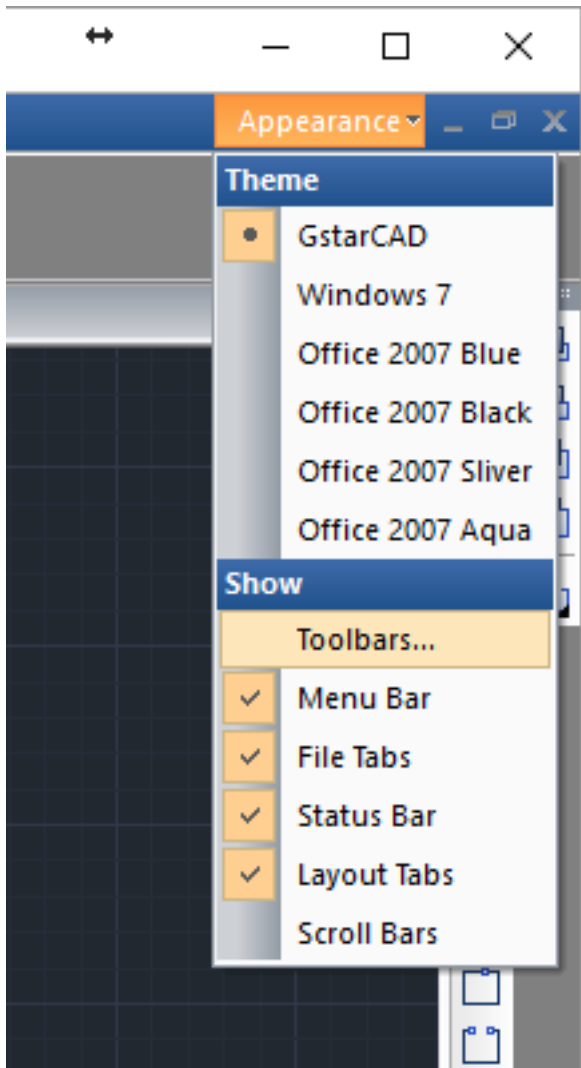 Appearance
Theme
GstarCAD
Windows 7
Office 2007 Blue
Office 2007 Black
Office 2007 Sliver
Office 2007 Aqua
Show
Toolbars...
Menu Bar
File Tabs
Status Bar
Layout Tabs
Scroll Bars